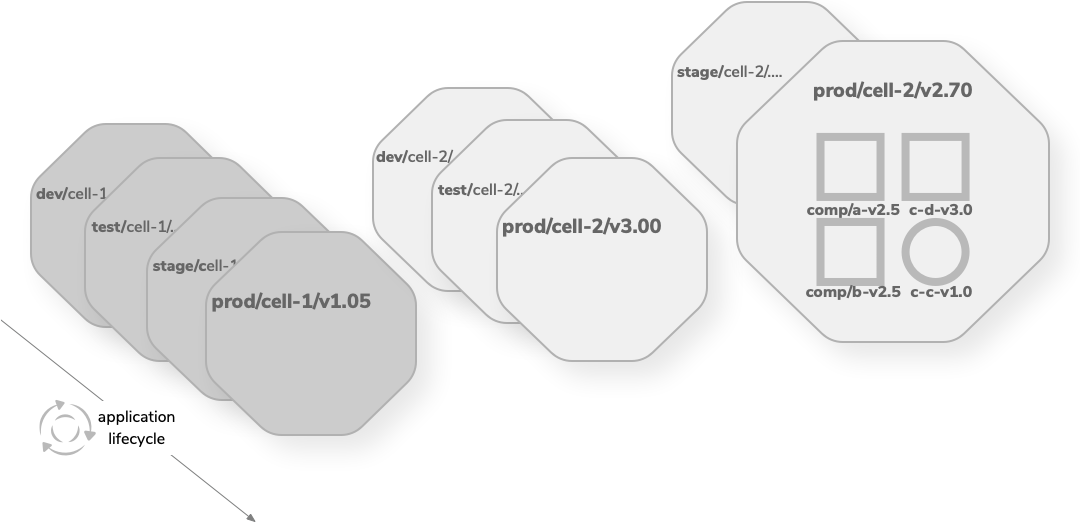 dev/cell-1
test/cell-1/.
stage/cell-1
prod/cell-1/v1.05
dev/cell-2/
test/cell-2/..
prod/cell-2/v3.00
stage/cell-2/....
prod/cell-2/v2.70
comp/a-v2.5 c-d-v3.0
comp/b-v2.5 c-c-v1.0
application
lifecycle